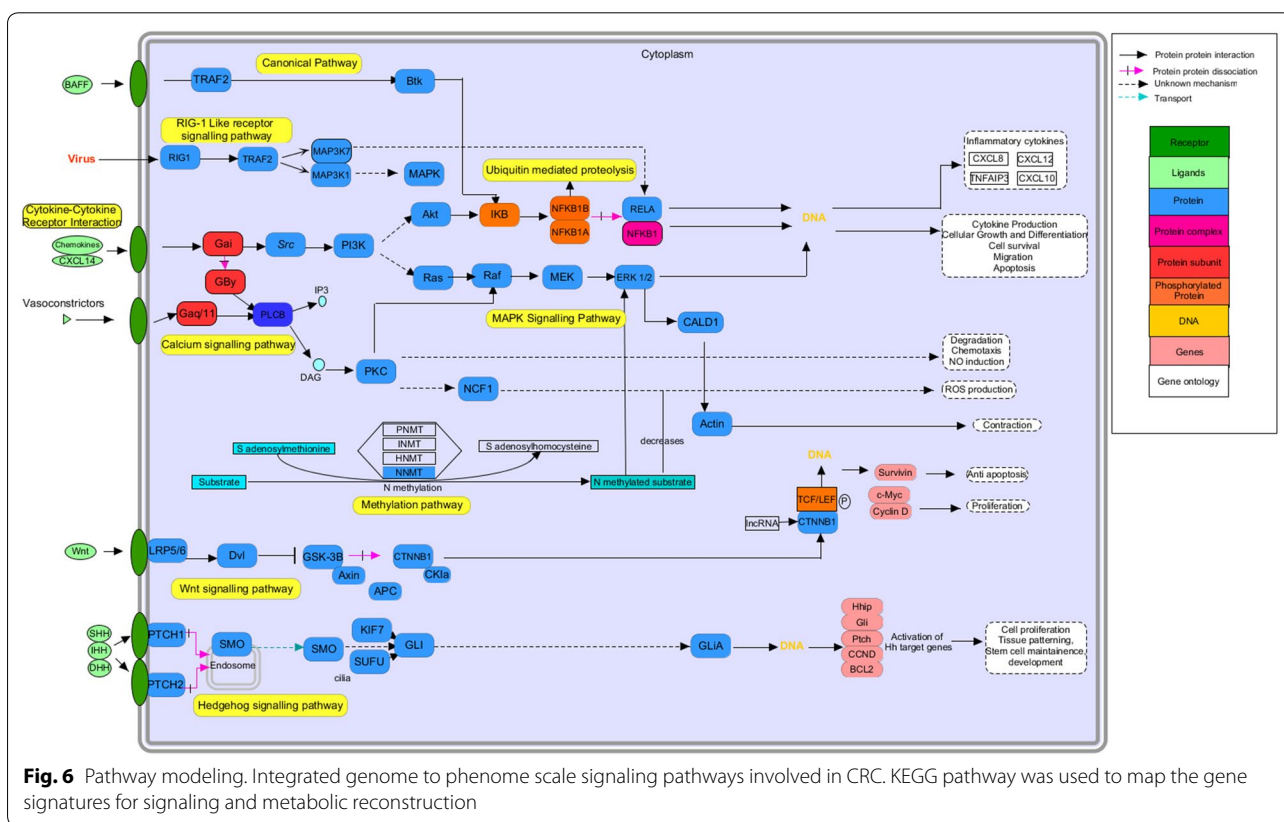 Cytoplasm
BAFF
TRAF2
Canonical Pathway
Btk
RIG-1 Like receptor
signalling pathway
Virus
RIG1
TRAF2
MAP3K7
MAP3K1
MAPK
Ubiquitin mediated proteolysis
Cytokine-Cytokine
Receptor Interaction
Chemokines
CXCL14
Gai
Src
PI3K
Akt
IKB
NFKB1B
NFKB1A
RELA
NFKB1
DNA
Inflammatory cytokines
CXCL8 CXCL12
TNFAIP3 CXCL10
Cytokine Production
Cellular Growth and Differentiation
Cell survival
Migration
Apoptosis
GBy
Ras
Raf
MEK
ERK 1/2
Vasoconstrictors
Gaq/11
PLCB
IP3
Calcium signalling pathway
MAPK Signalling Pathway
CALD1
DAG
PKC
Degradation
Chemotaxis
NO induction
NCF1
ROS production
Actin
Contraction
decreases
PNMT
INMT
HNMT
NNMT
S adenosylmethionine
S adenosylhomocysteine
Substrate
N methylation
N methylated substrate
Methylation pathway
DNA
TCF/LEF
P
lncRNA
CTNNB1
Survivin
Anti apoptosis
c-Myc
Cyclin D
Proliferation
Wnt
LRP5/6
Dvl
GSK-3B
Axin
APC
CTNNB1
CKIa
Wnt signalling pathway
SHH
IHH
DHH
PTCH1
PTCH2
SMO
Endosome
SMO
cilia
KIF7
SUFU
GLI
GLiA
DNA
Hhip
Gli
Ptch
CCND
BCL2
Activation of
Hh target genes
Cell proliferation
Tissue patterning,
Stem cell maintainence,
development
Hedgehog signalling pathway
Protein protein interaction
Protein protein dissociation
Unknown mechanism
Transport
Receptor
Ligands
Protein
Protein complex
Protein subunit
Phosphorylated
Protein
DNA
Genes
Gene ontology
Fig. 6 Pathway modeling. Integrated genome to phenome scale signaling pathways involved in CRC. KEGG pathway was used to map the gene
signatures for signaling and metabolic reconstruction